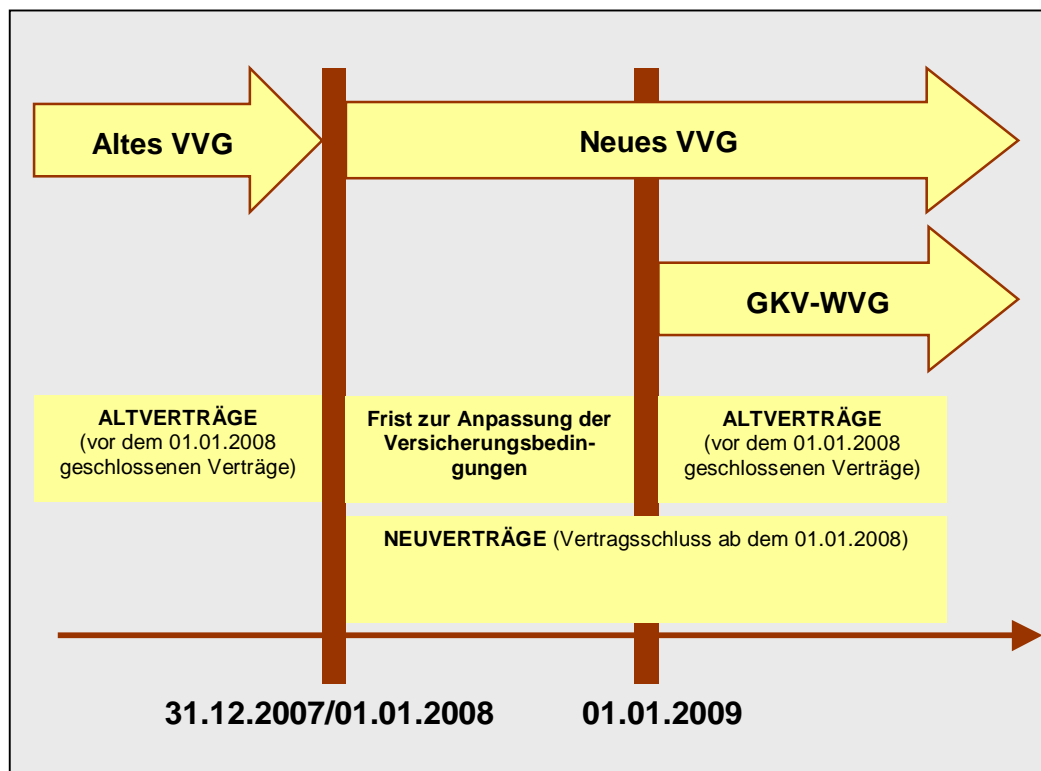 Altes VVG
Neues VVG
GKV-WVG
ALTVERTRÄGE
(vor dem 01.01.2008
geschlossenen Verträge)
Frist zur Anpassung der
Versicherungsbedin-
gungen
ALTVERTRÄGE
(vor dem 01.01.2008
geschlossenen Verträge)
NEUVERTRÄGE (Vertragsschluss ab dem 01.01.2008)
31.12.2007/01.01.2008
01.01.2009